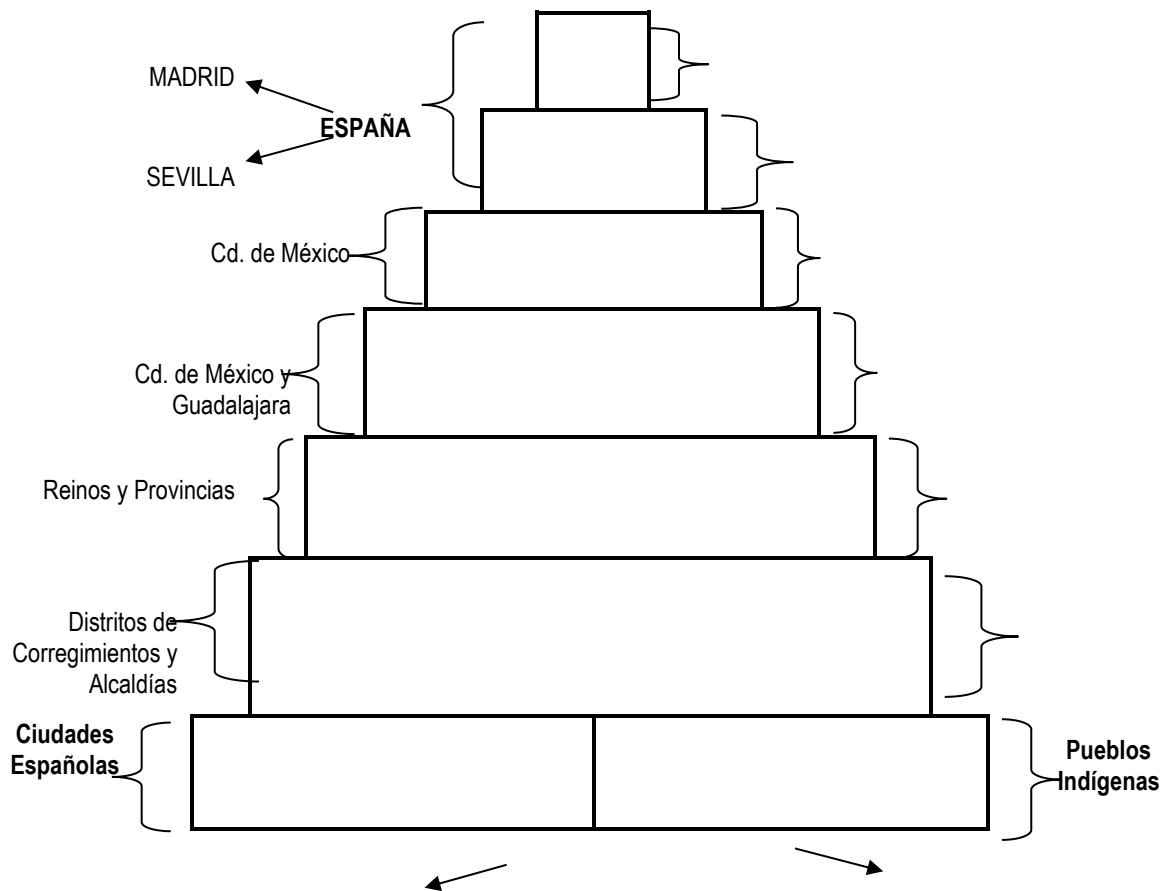 MADRID
ESPAÑA
SEVILLA
Cd. de México
Cd. de México y
Guadalajara
Reinos y Provincias
Distritos de
Corregimientos y
Alcaldías
Ciudades
Españolas
Pueblos
Indígenas